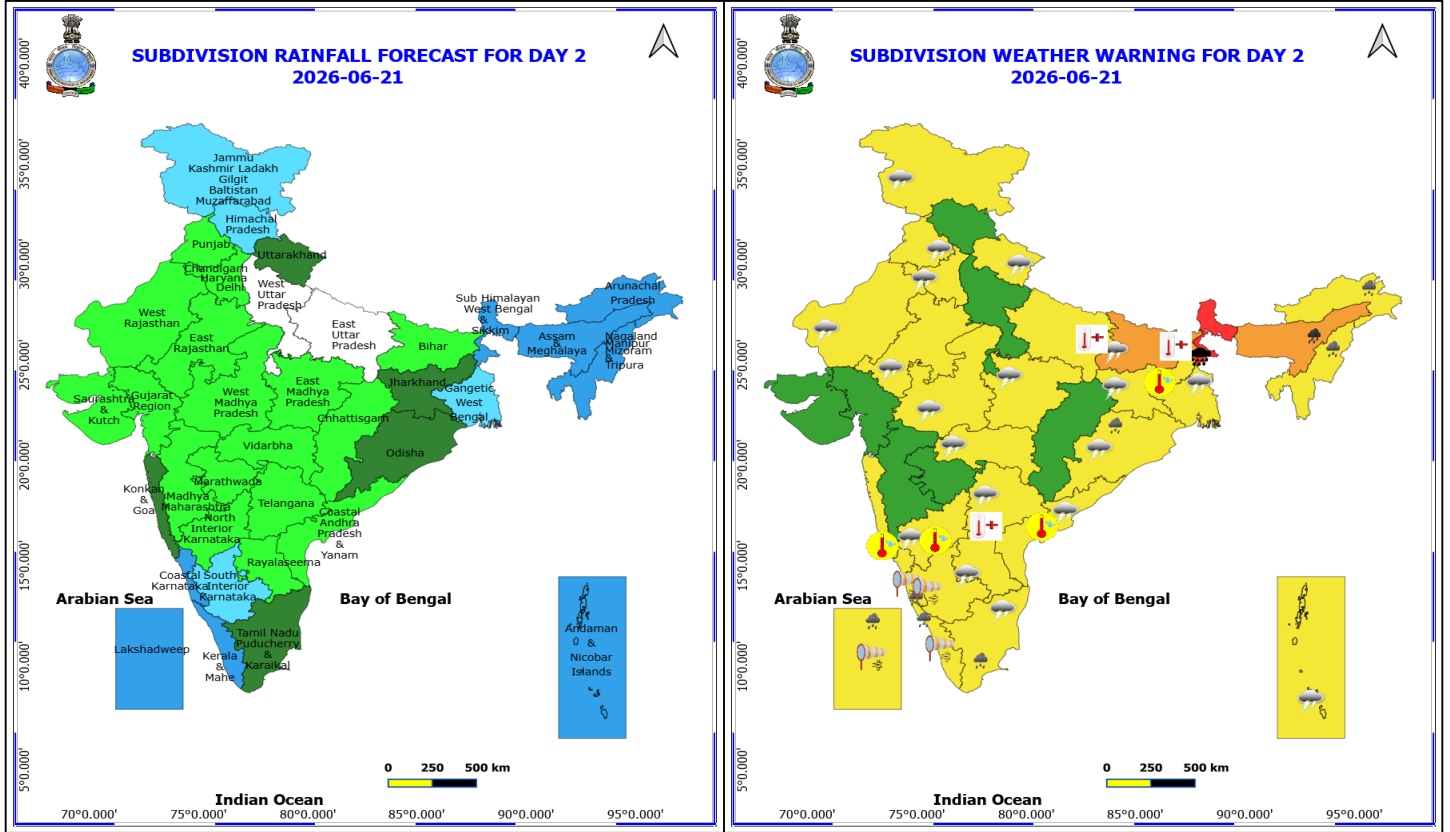 SUBDIVISION RAINFALL FORECAST FOR DAY 2
2026-06-21
40°0.000'
35°0.000'
30°0.000'
25°0.000'
20°0.000'
15°0.000'
10°0.000'
5°0.000'
Jammu
Kashmir Ladakh
Gilgit
Baltistan
Muzaffarabad
Himachal
Pradesh
Punjab
Uttarakhand
Chandigarh
Haryana
Delhi
West
Uttar
Pradesh
West
Rajasthan
East
Rajasthan
East
Uttar
Pradesh
Bihar
Sub Himalayan
West Bengal
&
Sikkim
Arunachal
Pradesh
Assam
&
Meghalaya
Nagaland
Manipur
Mizoram
&
Tripura
Jharkhand
Gangetic
West
Bengal
Saurashtra
&
Kutch
Gujarat
Region
West
Madhya
Pradesh
East
Madhya
Pradesh
Chhattisgarh
Odisha
Vidarbha
Konkan
&
Goa
Madhya
Maharashtra
Marathwada
Telangana
North
Interior
Karnataka
Coastal
Andhra
Pradesh
&
Yanam
Rayalaseema
Coastal
Karnataka
South
Interior
Karnataka
Tamil Nadu
Puducherry
&
Karaikal
Kerala
&
Mahe
Lakshadweep
Andaman
&
Nicobar
Islands
Arabian Sea
Bay of Bengal
Indian Ocean
0 250 500 km
70°0.000' 75°0.000' 80°0.000' 85°0.000' 90°0.000' 95°0.000'
SUBDIVISION WEATHER WARNING FOR DAY 2
2026-06-21
40°0.000'
35°0.000'
30°0.000'
25°0.000'
20°0.000'
15°0.000'
10°0.000'
5°0.000'
Arabian Sea
Bay of Bengal
Indian Ocean
0 250 500 km
70°0.000' 75°0.000' 80°0.000' 85°0.000' 90°0.000' 95°0.000'